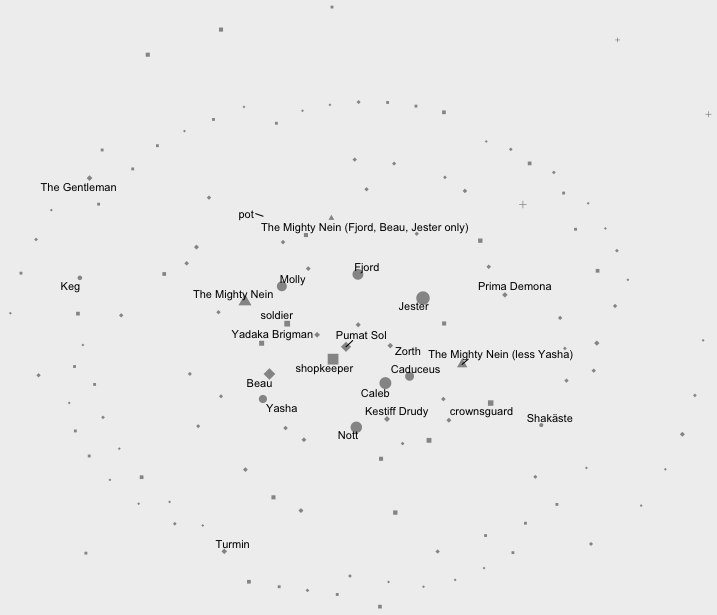 The Gentleman
pot
The Mighty Nein (Fjord, Beau, Jester only)
Fjord
Molly
Keg
Prima Demona
The Mighty Nein
Jester
soldier
Yadaka Brigman
Pumat Sol
Zorth
The Mighty Nein (less Yasha)
shopkeeper
Caduceus
Beau
Caleb
Yasha
Kestiff Drudy
crownsguard
Shakäste
Nott
Turmin